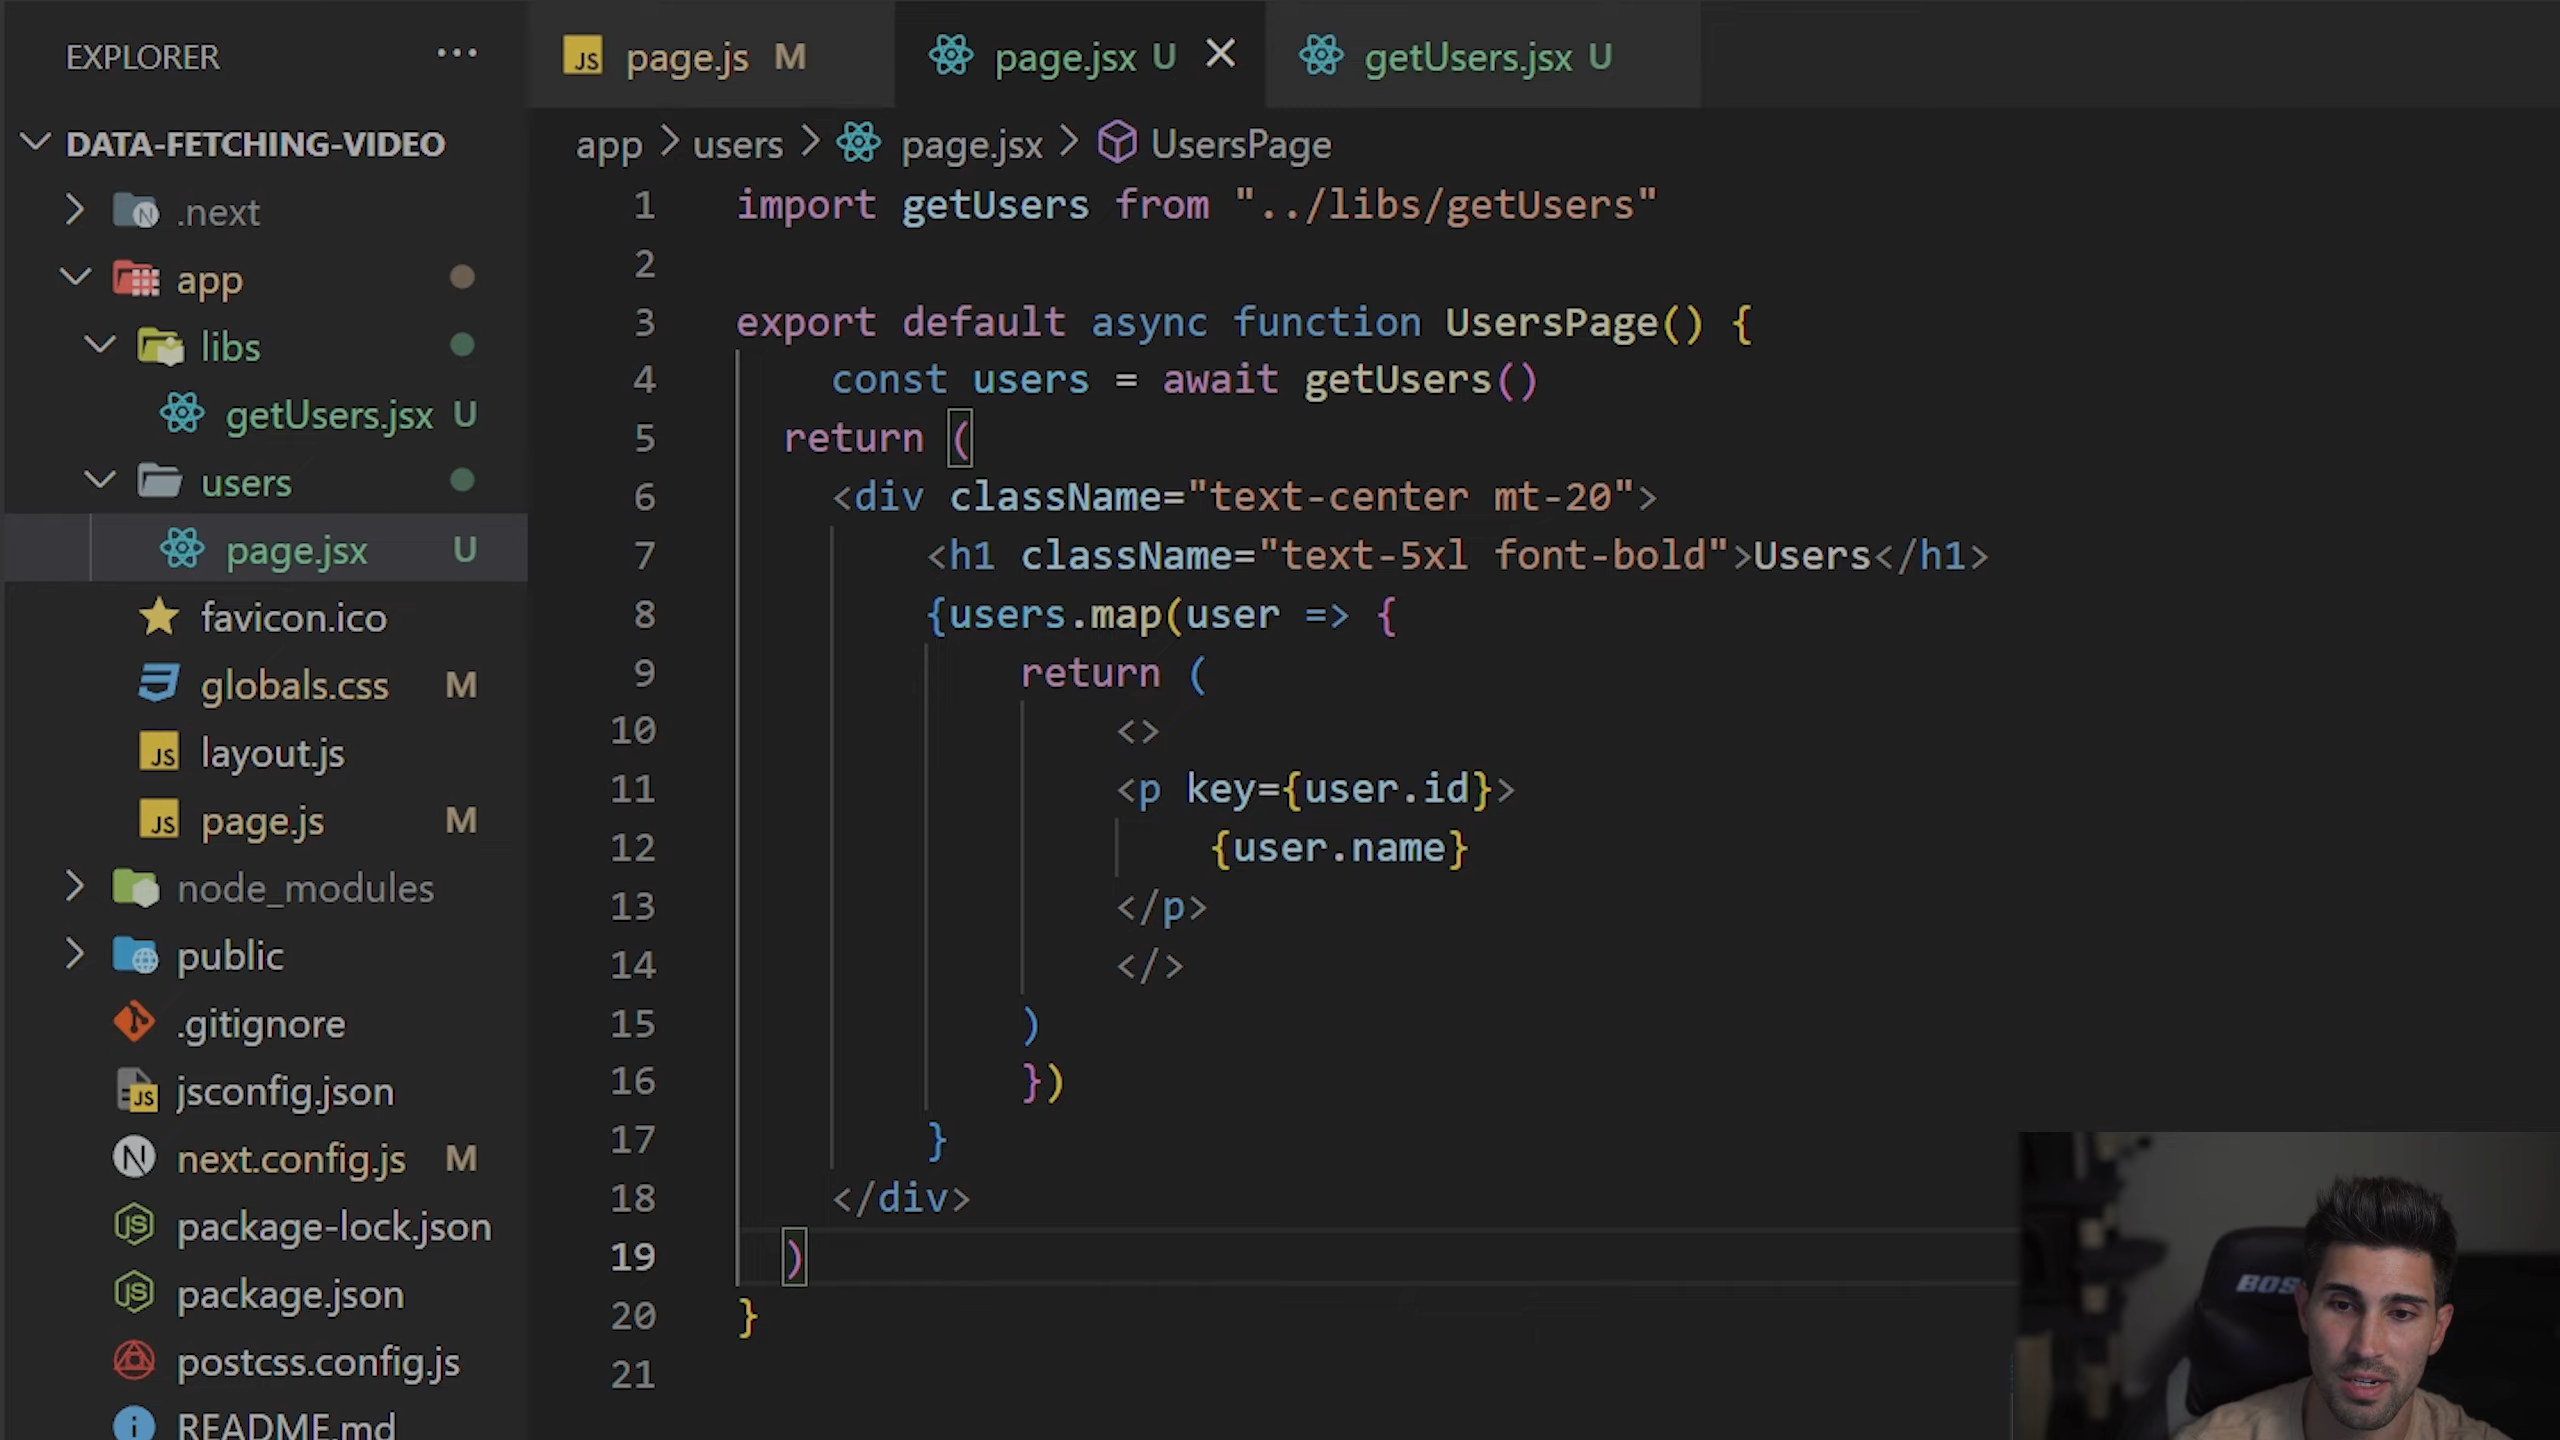 EXPLORER ...
DATA-FETCHING-VIDEO
.next
app
libs
getUsers.jsx U
users
page.jsx U
favicon.ico
globals.css M
layout.js
page.js M
node_modules
public
.gitignore
jsconfig.json
next.config.js M
package-lock.json
package.json
postcss.config.js
README.md
JS page.js M
page.jsx U
getUsers.jsx U
app > users > page.jsx > UsersPage
1 import getUsers from "../libs/getUsers"
2
3 export default async function UsersPage() {
4 const users = await getUsers()
5 return (
6 <div className="text-center mt-20">
7 <h1 className="text-5xl font-bold">Users</h1>
8 {users.map(user => {
9 return (
10 <>
11 <p key={user.id}>
12 {user.name}
13 </p>
14 </>
15 )
16 })
17 }
18 </div>
19 )
20 }
21